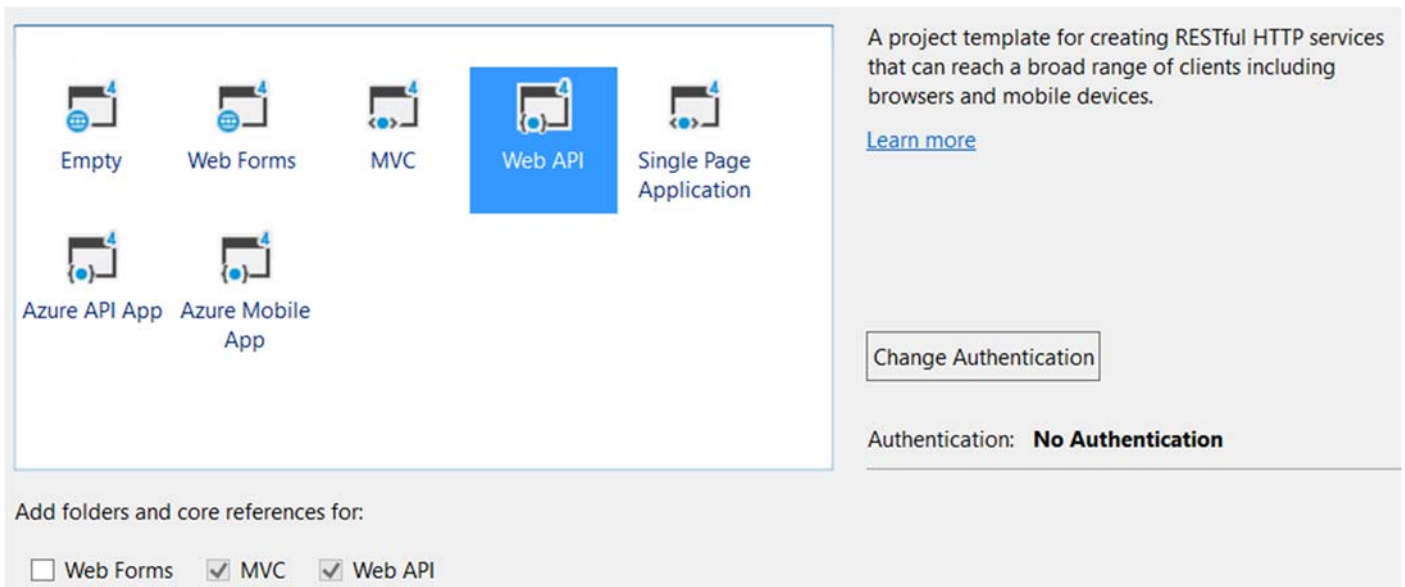 A project template for creating RESTful HTTP services
that can reach a broad range of clients including
browsers and mobile devices.
Learn more
4 4 4 4 4
Empty Web Forms MVC Web API Single Page
Application
4 4
Azure API App Azure Mobile
App
Change Authentication
Authentication: No Authentication
Add folders and core references for:
Web Forms MVC Web API